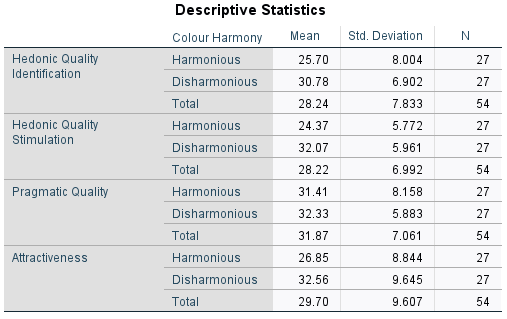 Descriptive Statistics
Colour Harmony Mean Std. Deviation N
Hedonic Quality Identification Harmonious 25.70 8.004 27
Disharmonious 30.78 6.902 27
Total 28.24 7.833 54
Hedonic Quality Stimulation Harmonious 24.37 5.772 27
Disharmonious 32.07 5.961 27
Total 28.22 6.992 54
Pragmatic Quality Harmonious 31.41 8.158 27
Disharmonious 32.33 5.883 27
Total 31.87 7.061 54
Attractiveness Harmonious 26.85 8.844 27
Disharmonious 32.56 9.645 27
Total 29.70 9.607 54